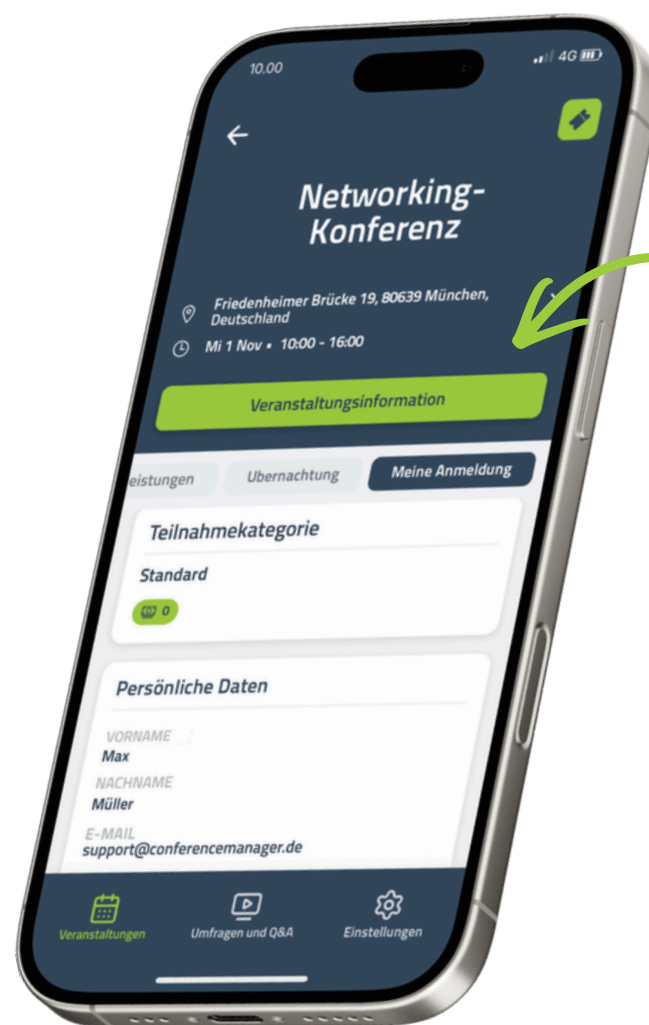 10.00
4G
Networking-
Konferenz
Friedenheimer Brücke 19, 80639 München,
Deutschland
Mi 1 Nov • 10:00 - 16:00
Veranstaltungsinformation
eistungen
Ubernachtung
Meine Anmeldung
Teilnahmekategorie
Standard
0
Persönliche Daten
VORNAME
Max
NACHNAME
Müller
E-MAIL
support@conferencemanager.de
Veranstaltungen
Umfragen und Q&A
Einstellungen